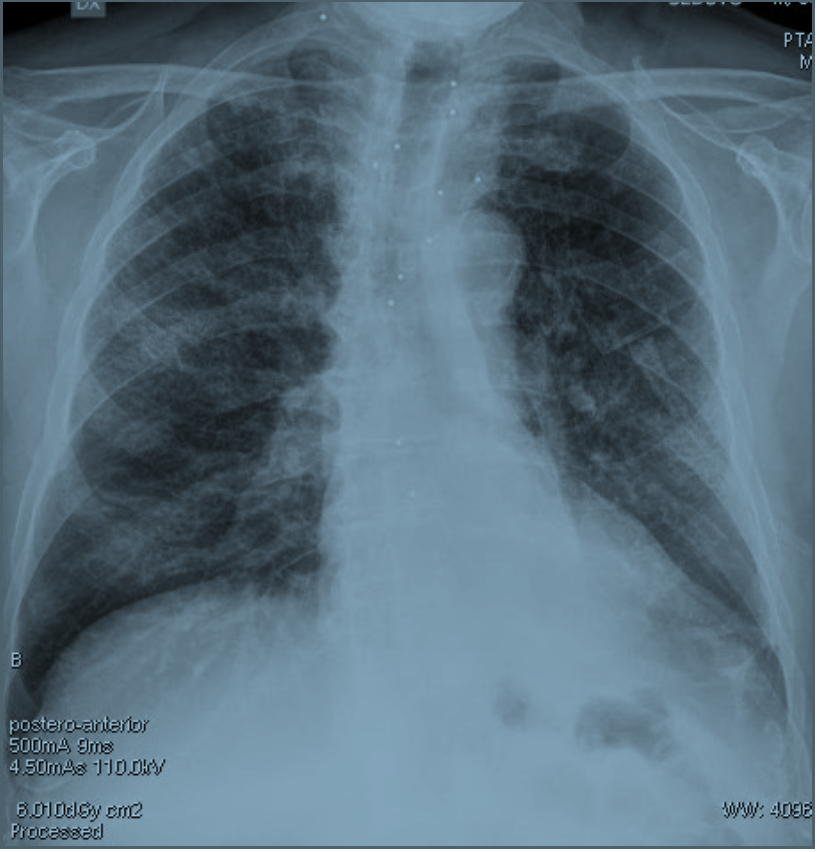 DX
PTA
M
B
postero-anterior
500mA 9ms
4.50mAs 110.0kV
6.010dGy cm2
Processed
WW: 4096